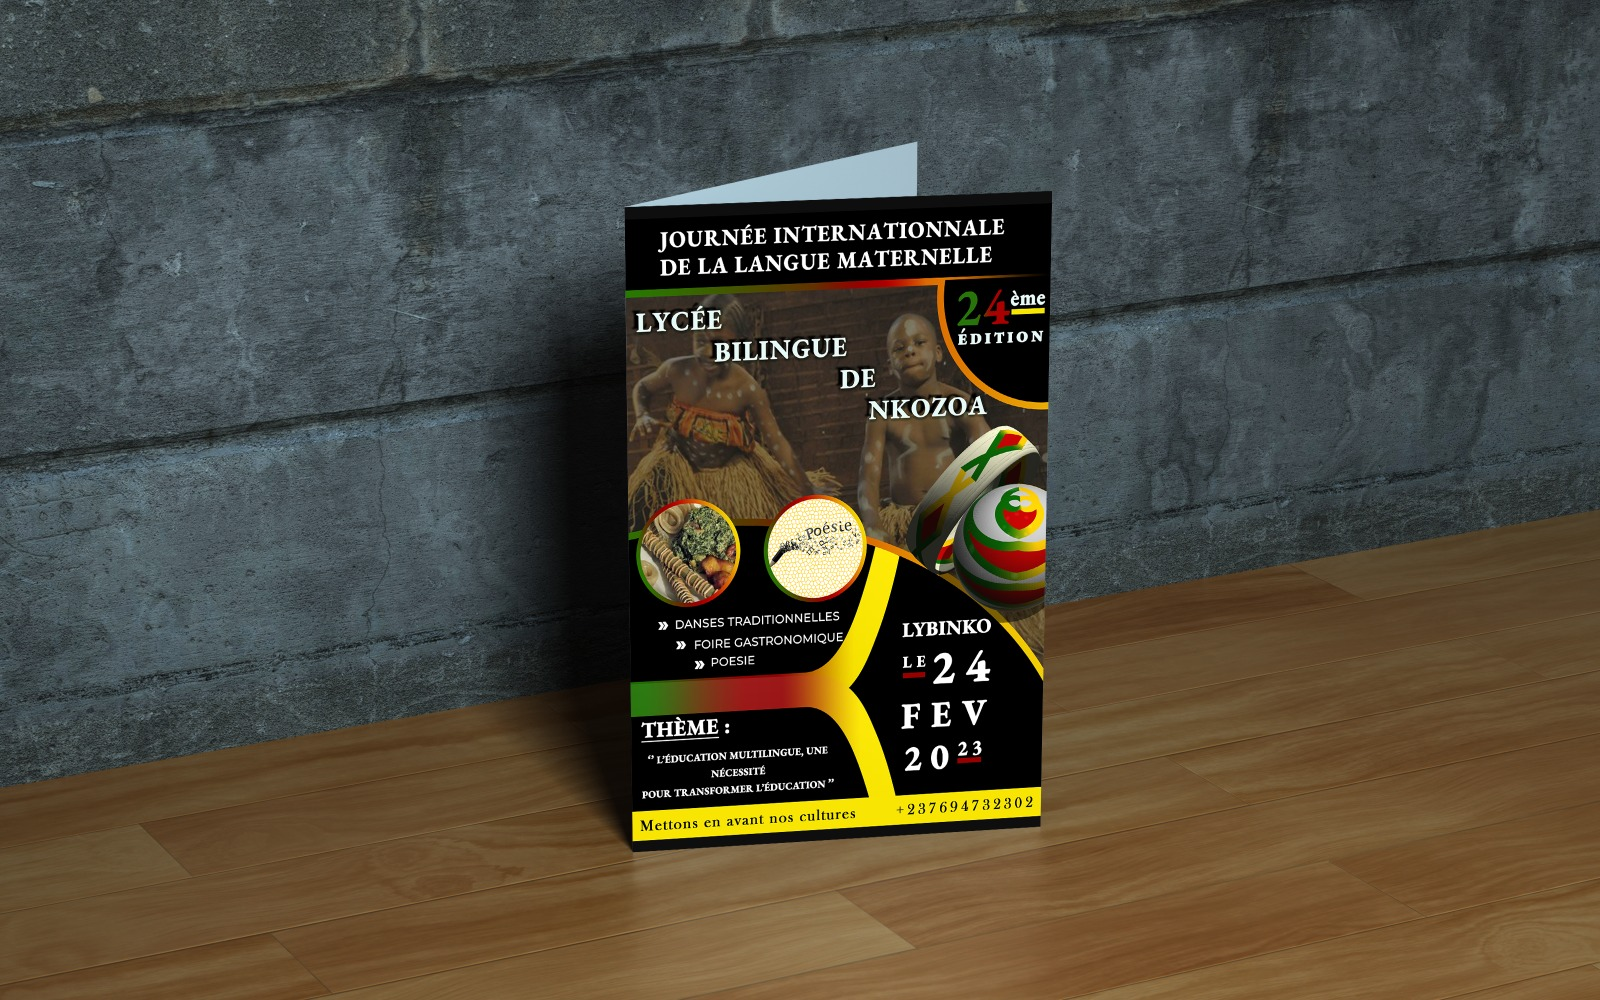 JOURNÉE INTERNATIONNALE
DE LA LANGUE MATERNELLE
24ème
ÉDITION
LYCÉE
BILINGUE
DE
NKOZOA
Poésie
» DANSES TRADITIONNELLES
» FOIRE GASTRONOMIQUE
» POESIE
LYBINKO
LE 24
FEV
2023
THÈME :
“ L'ÉDUCATION MULTILINGUE, UNE
NÉCESSITÉ
POUR TRANSFORMER L'ÉDUCATION ”
Mettons en avant nos cultures
+237694732302